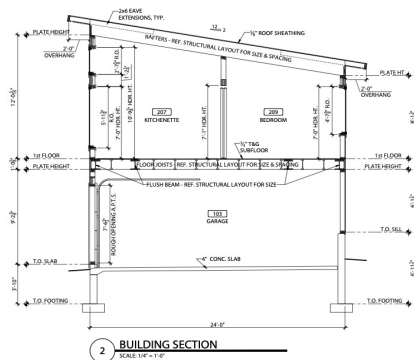 2x6 EAVE
EXTENSIONS, TYP.
12
2
5/8" ROOF SHEATHING
RAFTERS - REF. STRUCTURAL LAYOUT FOR SIZE & SPACING
PLATE HEIGHT
2'-0"
OVERHANG
PLATE HT.
2'-0"
OVERHANG
R.O.
10'-9 HDR. HT.
7'-0" HDR. HT.
R.O.
207
KITCHENETTE
7'-1" HDR. HT.
209
BEDROOM
7'-0" HDR. HT.
R.O.
T&G
SUBFLOOR
1st FLOOR
PLATE HEIGHT
1st FLOOR
PLATE HEIGHT
FLOOR JOISTS - REF. STRUCTURAL LAYOUT FOR SIZE & SPACING
FLUSH BEAM - REF. STRUCTURAL LAYOUT FOR SIZE
103
GARAGE
ROUGH OPENING A.P.T.S.
T.O. SILL
4" CONC. SLAB
T.O. SLAB
3'-10"
T.O. FOOTING
T.O. FOOTING
24'-0"
2
BUILDING SECTION
SCALE: 1/4" = 1'-0"